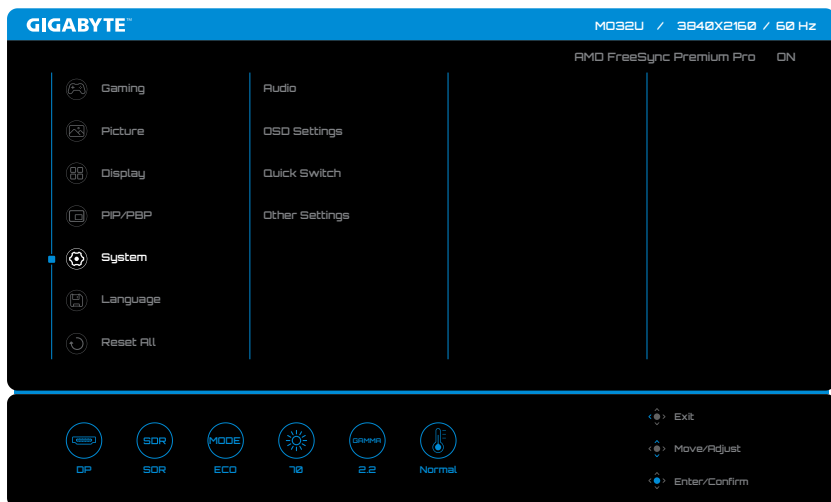 GIGABYTE™
MO32U / 3840X2160 / 60 Hz
AMD FreeSync Premium Pro ON
Gaming
Audio
Picture
OSD Settings
Display
Quick Switch
PIP/PBP
Other Settings
System
Language
Reset All
SDR
MODE
GAMMA
DP
SDR
ECO
70
2.2
Normal
Exit
Move/Adjust
Enter/Confirm